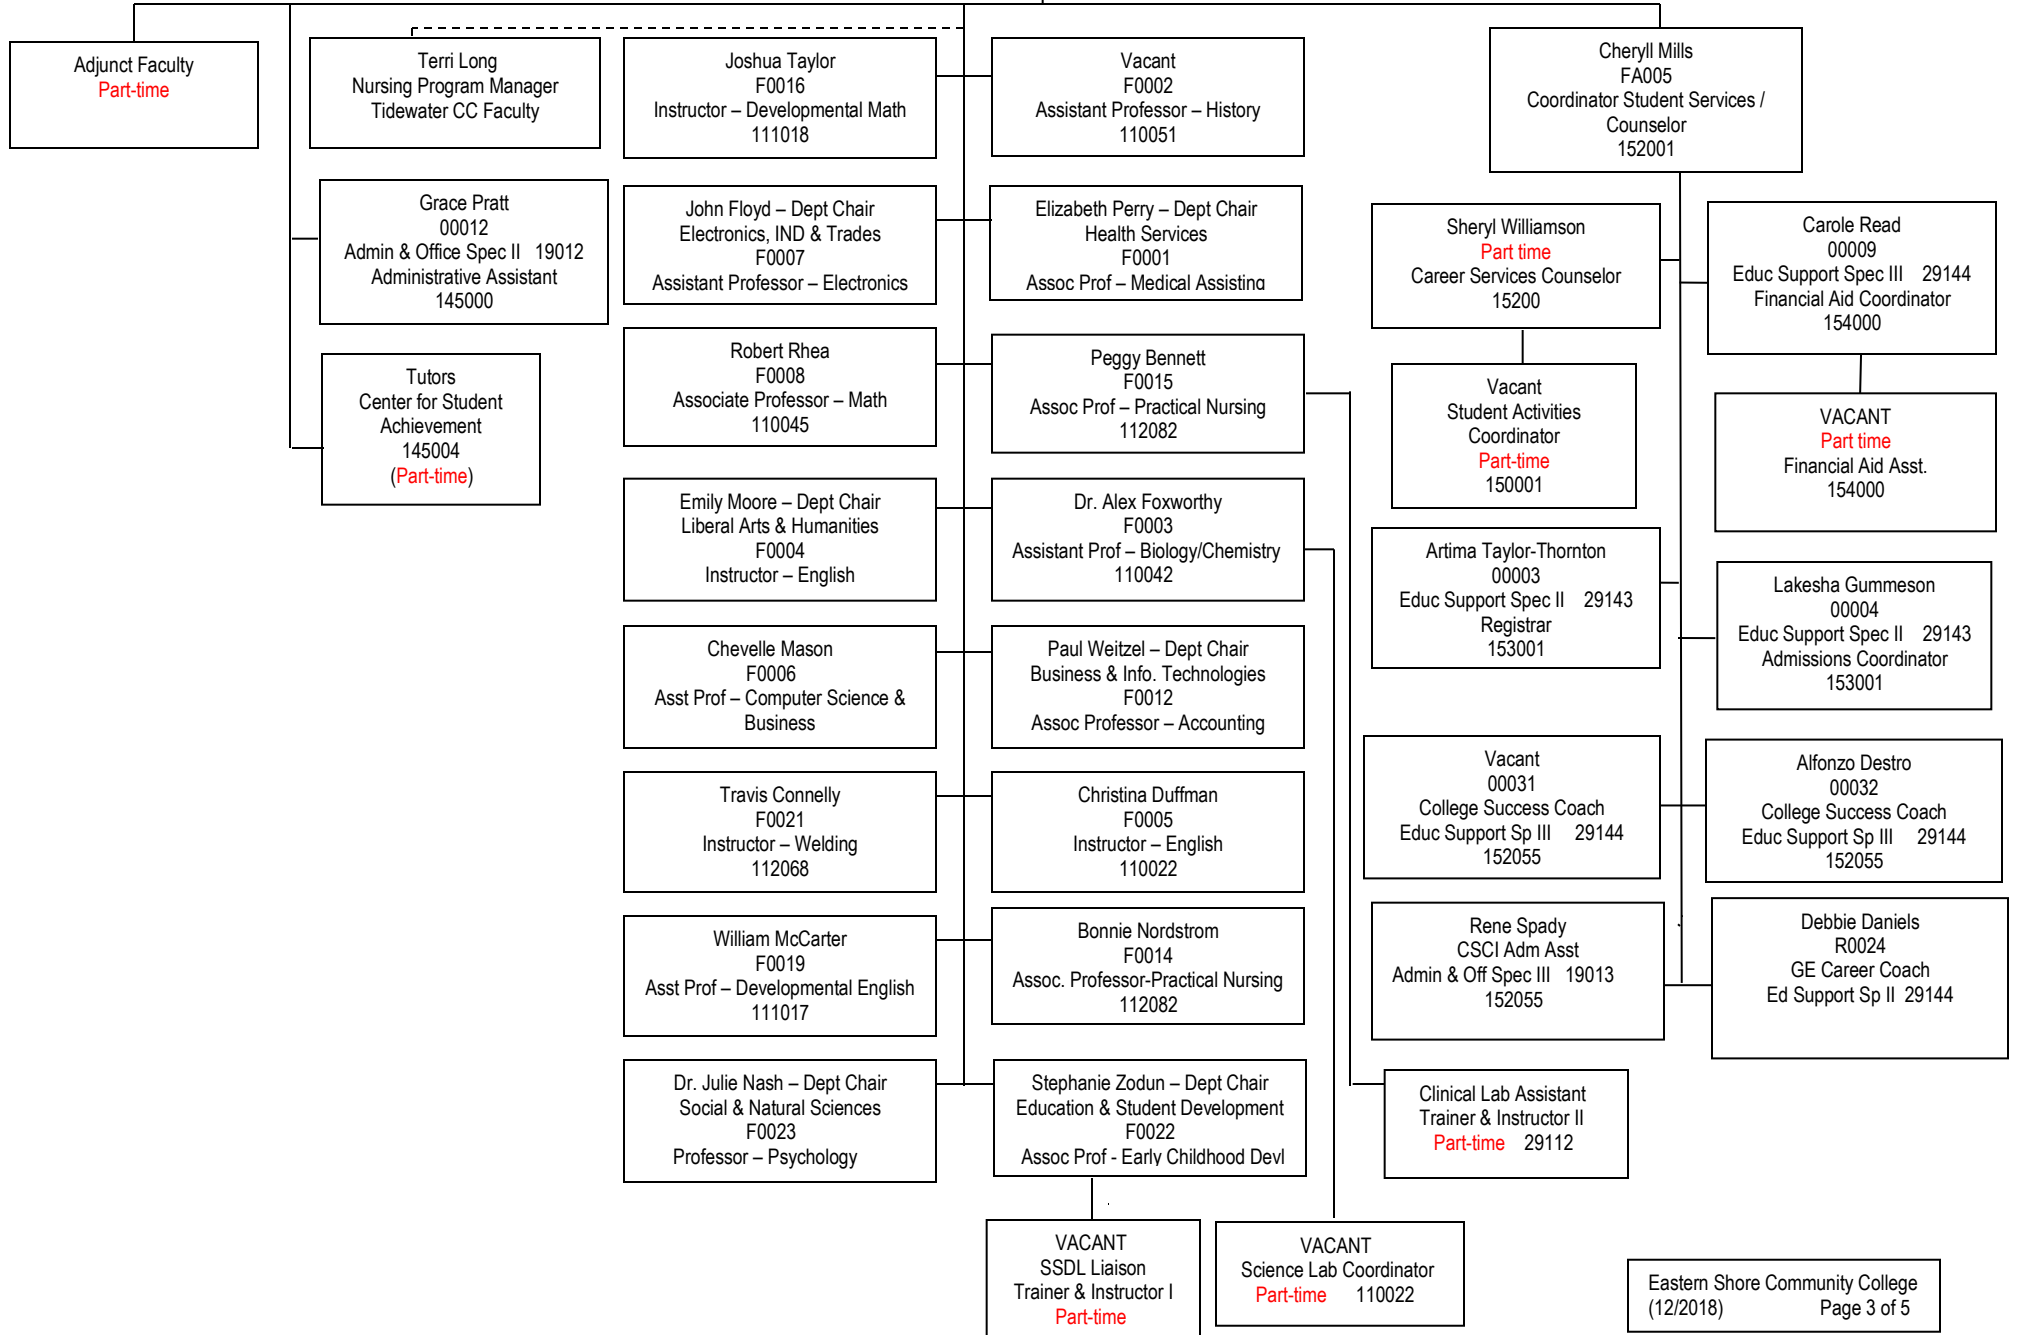 Adjunct Faculty
Part-time
Terri Long
Nursing Program Manager
Tidewater CC Faculty
Joshua Taylor
F0016
Instructor – Developmental Math
111018
Vacant
F0002
Assistant Professor – History
110051
Cheryll Mills
FA005
Coordinator Student Services /
Counselor
152001
Grace Pratt
00012
Admin & Office Spec II 19012
Administrative Assistant
145000
John Floyd – Dept Chair
Electronics, IND & Trades
F0007
Assistant Professor – Electronics
Elizabeth Perry – Dept Chair
Health Services
F0001
Assoc Prof – Medical Assisting
Sheryl Williamson
Part time
Career Services Counselor
15200
Carole Read
00009
Educ Support Spec III 29144
Financial Aid Coordinator
154000
Tutors
Center for Student
Achievement
145004
(Part-time)
Robert Rhea
F0008
Associate Professor – Math
110045
Peggy Bennett
F0015
Assoc Prof – Practical Nursing
112082
Vacant
Student Activities
Coordinator
Part-time
150001
VACANT
Part time
Financial Aid Asst.
154000
Emily Moore – Dept Chair
Liberal Arts & Humanities
F0004
Instructor – English
Dr. Alex Foxworthy
F0003
Assistant Prof – Biology/Chemistry
110042
Artima Taylor-Thornton
00003
Educ Support Spec II 29143
Registrar
153001
Lakesha Gummeson
00004
Educ Support Spec II 29143
Admissions Coordinator
153001
Chevelle Mason
F0006
Asst Prof – Computer Science &
Business
Paul Weitzel – Dept Chair
Business & Info. Technologies
F0012
Assoc Professor – Accounting
Vacant
00031
College Success Coach
Educ Support Sp III 29144
152055
Alfonzo Destro
00032
College Success Coach
Educ Support Sp III 29144
152055
Travis Connelly
F0021
Instructor – Welding
112068
Christina Duffman
F0005
Instructor – English
110022
William McCarter
F0019
Asst Prof – Developmental English
111017
Bonnie Nordstrom
F0014
Assoc. Professor-Practical Nursing
112082
Rene Spady
CSCI Adm Asst
Admin & Off Spec III 19013
152055
Debbie Daniels
R0024
GE Career Coach
Ed Support Sp II 29144
Dr. Julie Nash – Dept Chair
Social & Natural Sciences
F0023
Professor – Psychology
Stephanie Zodun – Dept Chair
Education & Student Development
F0022
Assoc Prof - Early Childhood Devl
Clinical Lab Assistant
Trainer & Instructor II
Part-time 29112
VACANT
SSDL Liaison
Trainer & Instructor I
Part-time
VACANT
Science Lab Coordinator
Part-time 110022
Eastern Shore Community College
(12/2018) Page 3 of 5